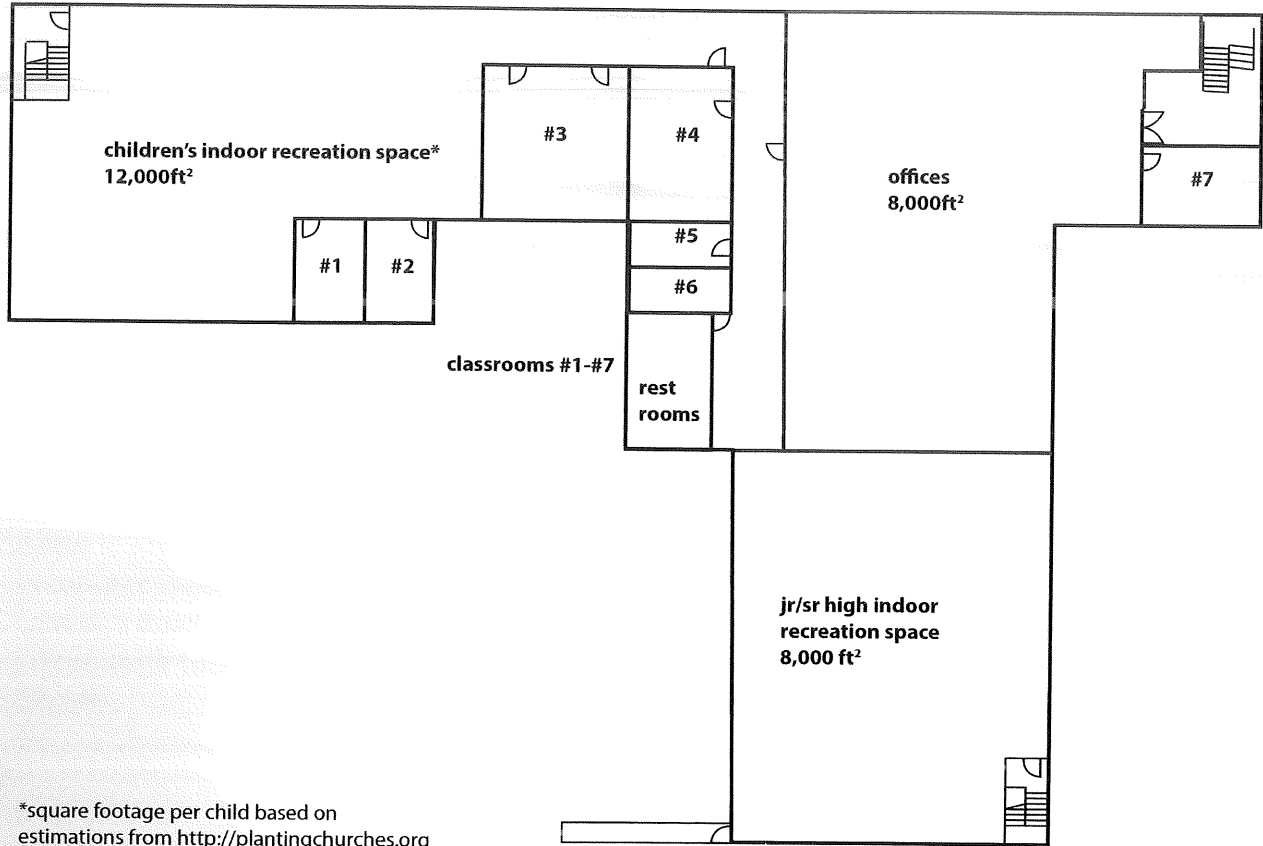 children's indoor recreation space*
12,000ft²
#3
#4
offices
8,000ft²
#7
#1
#2
#5
#6
classrooms #1-#7
rest
rooms
jr/sr high indoor
recreation space
8,000 ft²
*square footage per child based on
estimations from http://plantingchurches.org